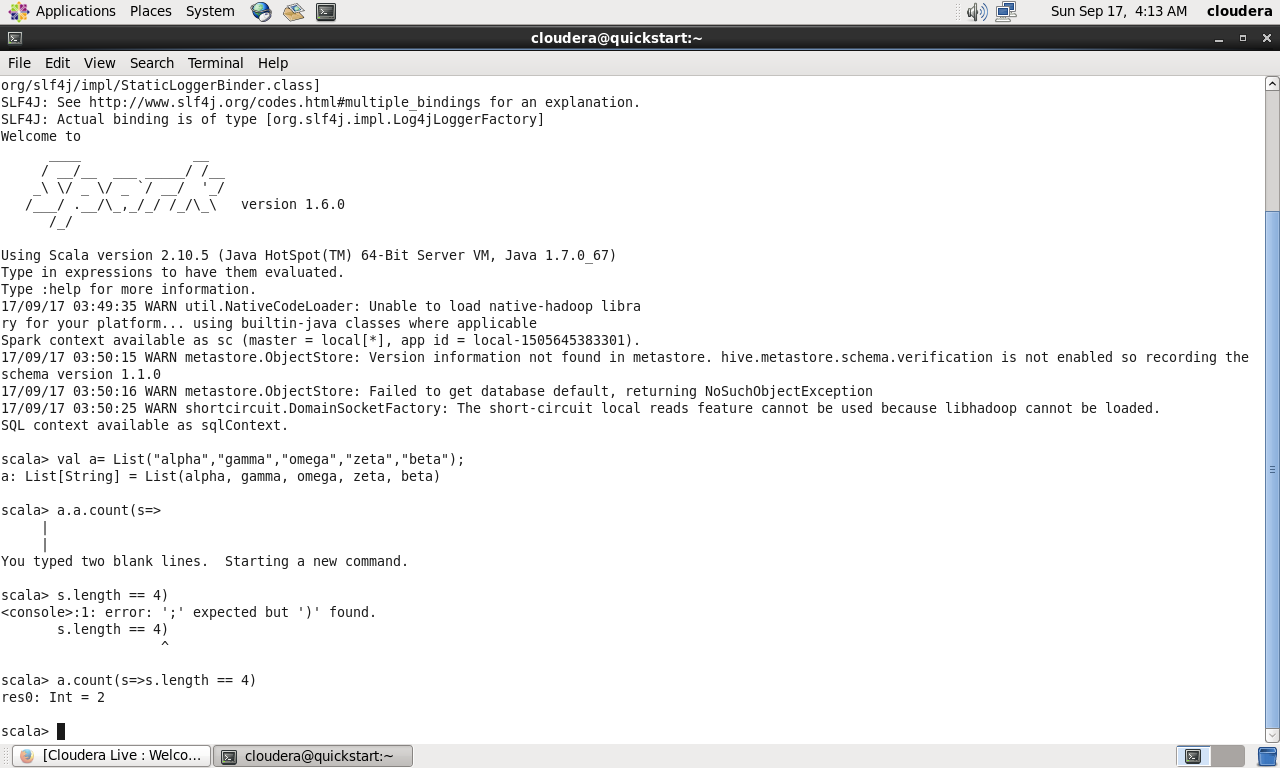 Applications Places System Sun Sep 17, 4:13 AM cloudera
cloudera@quickstart:~
File Edit View Search Terminal Help
org/slf4j/impl/StaticLoggerBinder.class]
SLF4J: See http://www.slf4j.org/codes.html#multiple_bindings for an explanation.
SLF4J: Actual binding is of type [org.slf4j.impl.Log4jLoggerFactory]
Welcome to
      ____              __
     / __/__  ___ _____/ /__
    _\ \/ _ \/ _ `/ __/  '_/
   /___/ .__/\_,_/_/ /_/\_\   version 1.6.0
      /_/
Using Scala version 2.10.5 (Java HotSpot(TM) 64-Bit Server VM, Java 1.7.0_67)
Type in expressions to have them evaluated.
Type :help for more information.
17/09/17 03:49:35 WARN util.NativeCodeLoader: Unable to load native-hadoop libra
ry for your platform... using builtin-java classes where applicable
Spark context available as sc (master = local[*], app id = local-1505645383301).
17/09/17 03:50:15 WARN metastore.ObjectStore: Version information not found in metastore. hive.metastore.schema.verification is not enabled so recording the
schema version 1.1.0
17/09/17 03:50:16 WARN metastore.ObjectStore: Failed to get database default, returning NoSuchObjectException
17/09/17 03:50:25 WARN shortcircuit.DomainSocketFactory: The short-circuit local reads feature cannot be used because libhadoop cannot be loaded.
SQL context available as sqlContext.
scala> val a= List("alpha","gamma","omega","zeta","beta");
a: List[String] = List(alpha, gamma, omega, zeta, beta)
scala> a.a.count(s=>
     |
     |
You typed two blank lines.  Starting a new command.
scala> s.length == 4)
<console>:1: error: ';' expected but ')' found.
       s.length == 4)
                    ^
scala> a.count(s=>s.length == 4)
res0: Int = 2
scala>
[Cloudera Live : Welco... cloudera@quickstart:~